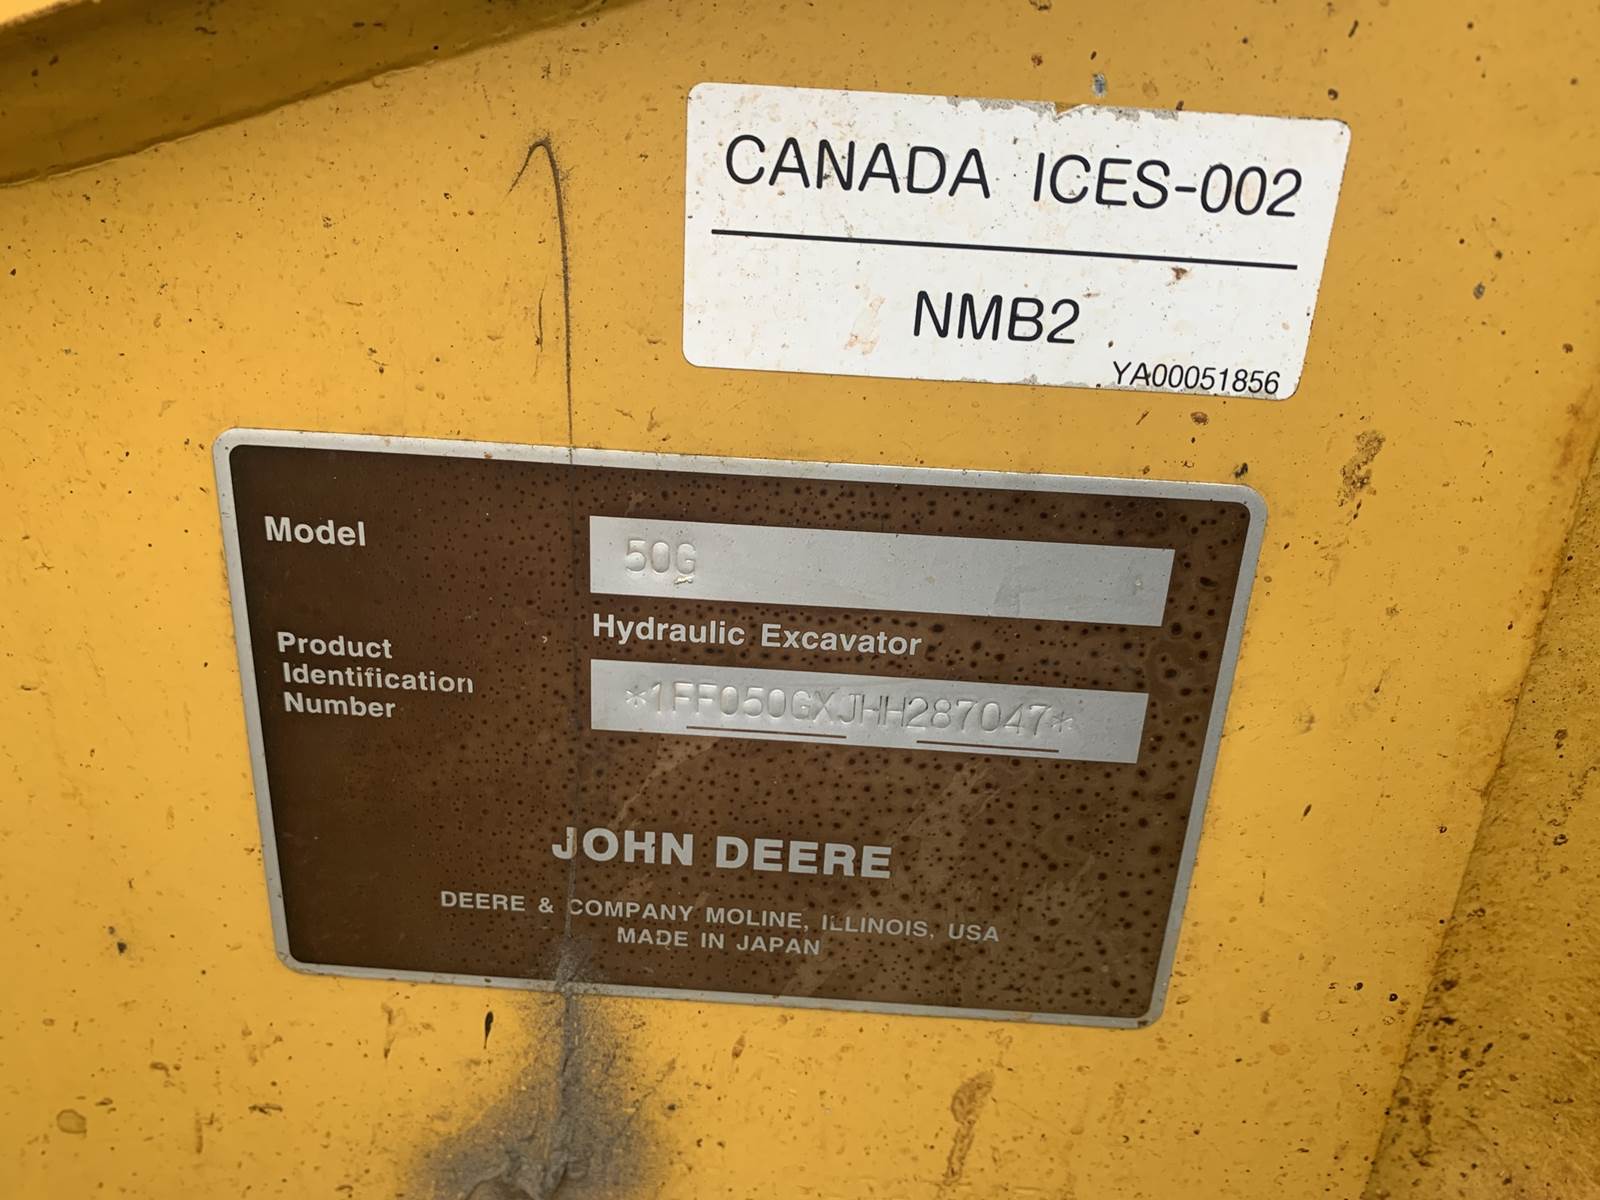 CANADA ICES-002
NMB2
YA00051856
Model
50G
Hydraulic Excavator
Product
Identification
Number
*1FF050GXJHH287047*
JOHN DEERE
DEERE & COMPANY MOLINE, ILLINOIS, USA
MADE IN JAPAN